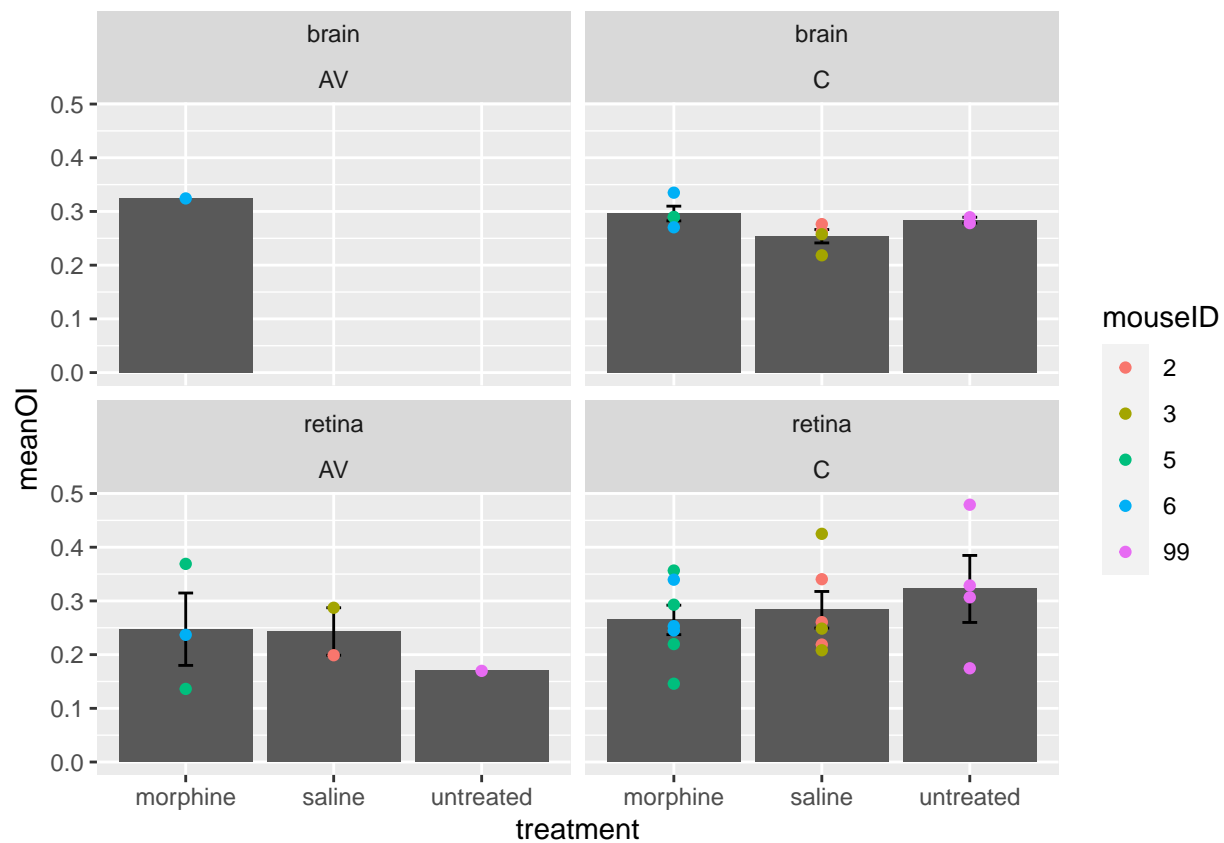 brain
AV
brain
C
0.5
0.4
0.3
0.2
0.1
0.0
retina
AV
retina
C
0.5
0.4
0.3
0.2
0.1
0.0
meanOI
morphine saline untreated
morphine saline untreated
treatment
mouseID
2
3
5
6
99